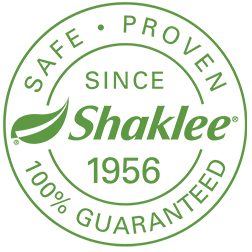 SAFE • PROVEN
SINCE
Shaklee®
1956
100% GUARANTEED